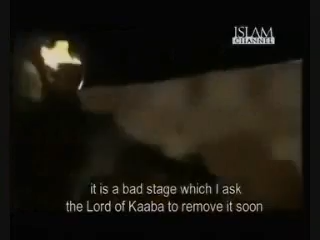 ISLAM
CHANNEL
it is a bad stage which I ask
the Lord of Kaaba to remove it soon